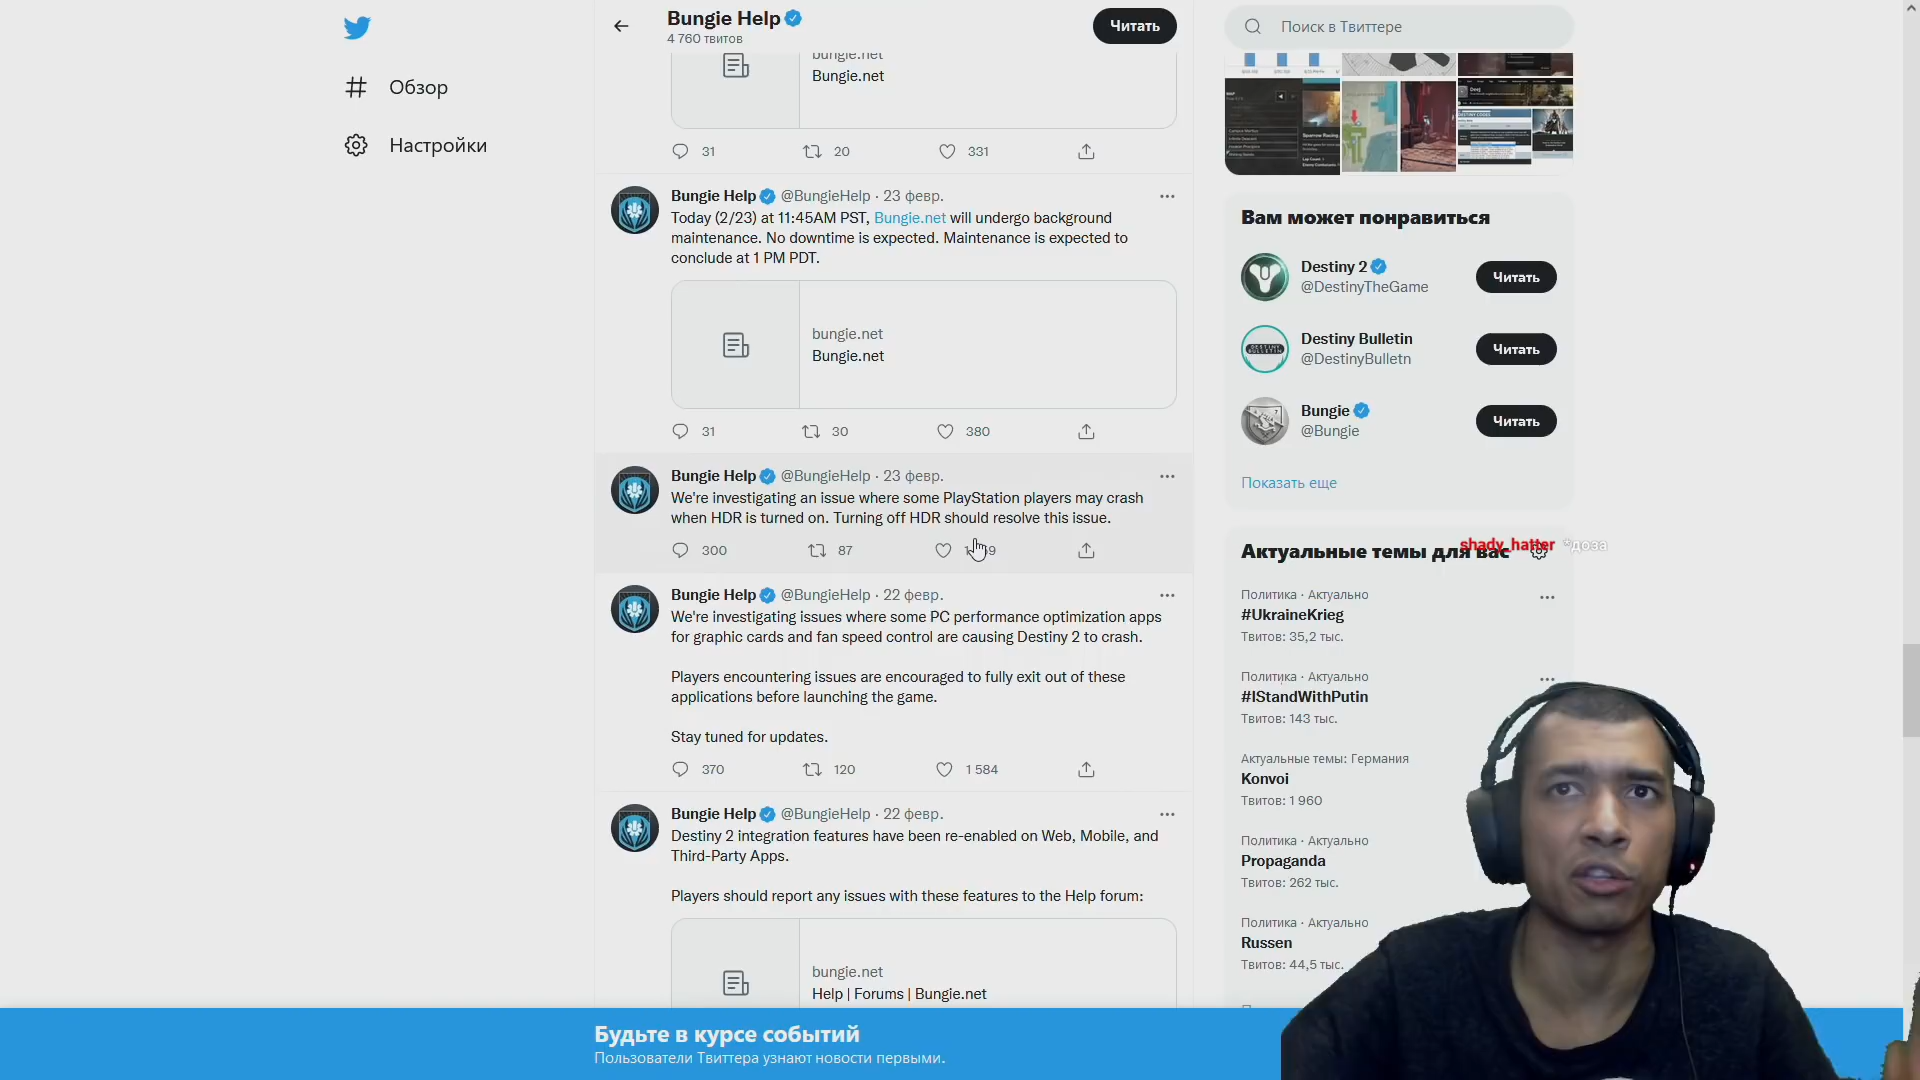 Bungie Help
4 760 твитов
Читать
Поиск в Твиттере
Обзор
Настройки
bungie.net
Bungie.net
31
20
331
Bungie Help @BungieHelp · 23 февр.
Today (2/23) at 11:45AM PST, Bungie.net will undergo background
maintenance. No downtime is expected. Maintenance is expected to
conclude at 1 PM PDT.
bungie.net
Bungie.net
31
30
380
Bungie Help @BungieHelp · 23 февр.
We're investigating an issue where some PlayStation players may crash
when HDR is turned on. Turning off HDR should resolve this issue.
300
87
Bungie Help @BungieHelp · 22 февр.
We're investigating issues where some PC performance optimization apps
for graphic cards and fan speed control are causing Destiny 2 to crash.
Players encountering issues are encouraged to fully exit out of these
applications before launching the game.
Stay tuned for updates.
370
120
1 584
Bungie Help @BungieHelp · 22 февр.
Destiny 2 integration features have been re-enabled on Web, Mobile, and
Third-Party Apps.
Players should report any issues with these features to the Help forum:
bungie.net
Help | Forums | Bungie.net
Вам может понравиться
Destiny 2
@DestinyTheGame
Читать
Destiny Bulletin
@DestinyBulletn
Читать
Bungie
@Bungie
Читать
Показать еще
Актуальные темы для вас
shady_hatter *доза
Политика · Актуально
#UkraineKrieg
Твитов: 35,2 тыс.
Политика · Актуально
#IStandWithPutin
Твитов: 143 тыс.
Актуальные темы: Германия
Konvoi
Твитов: 1 960
Политика · Актуально
Propaganda
Твитов: 262 тыс.
Политика · Актуально
Russen
Твитов: 44,5 тыс.
Будьте в курсе событий
Пользователи Твиттера узнают новости первыми.